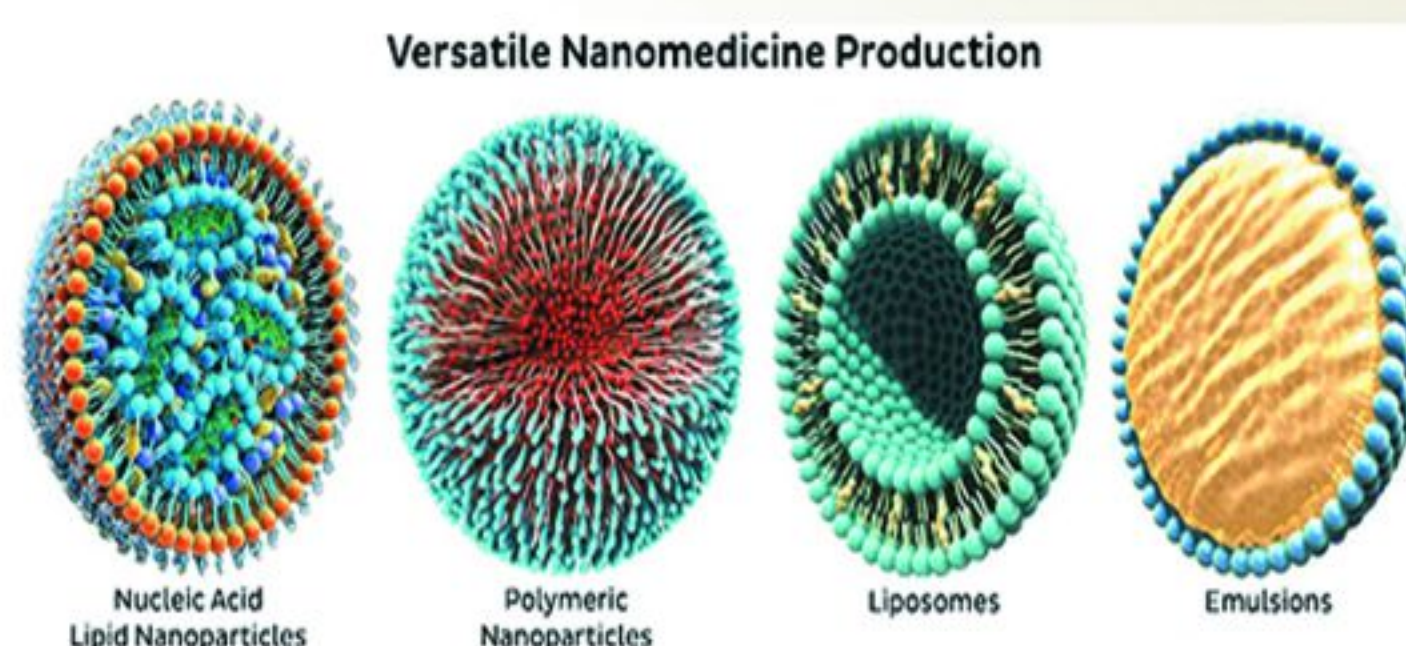 Versatile Nanomedicine Production
Nucleic Acid
Lipid Nanoparticles
Polymeric
Nanoparticles
Liposomes
Emulsions